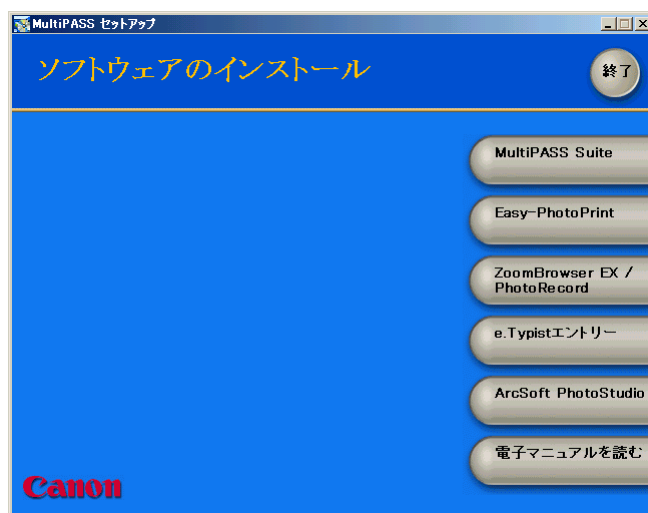 MultiPASS セットアップ
ソフトウェアのインストール
終了
MultiPASS Suite
Easy-PhotoPrint
ZoomBrowser EX /
PhotoRecord
e.Typistエントリー
ArcSoft PhotoStudio
電子マニュアルを読む
Canon